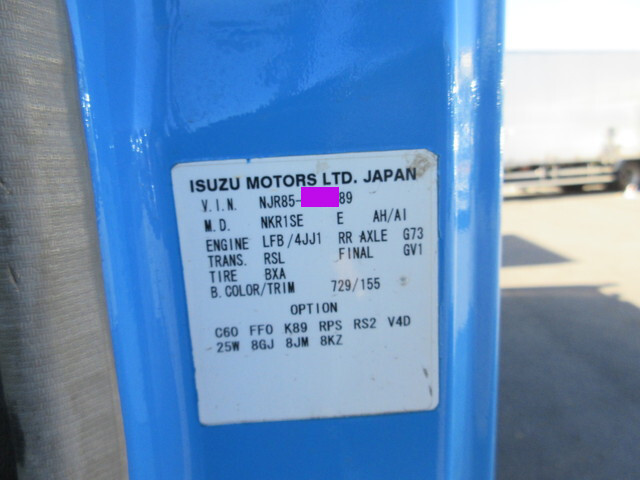 ISUZU MOTORS LTD. JAPAN
V.I.N. NJR85- 89
M.D. NKR1SE E AH/AI
ENGINE LFB/4JJ1 RR AXLE G73
TRANS. RSL FINAL GV1
TIRE BXA
B.COLOR/TRIM 729/155
OPTION
C60 FF0 K89 RPS RS2 V4D
25W 8GJ 8JM 8KZ